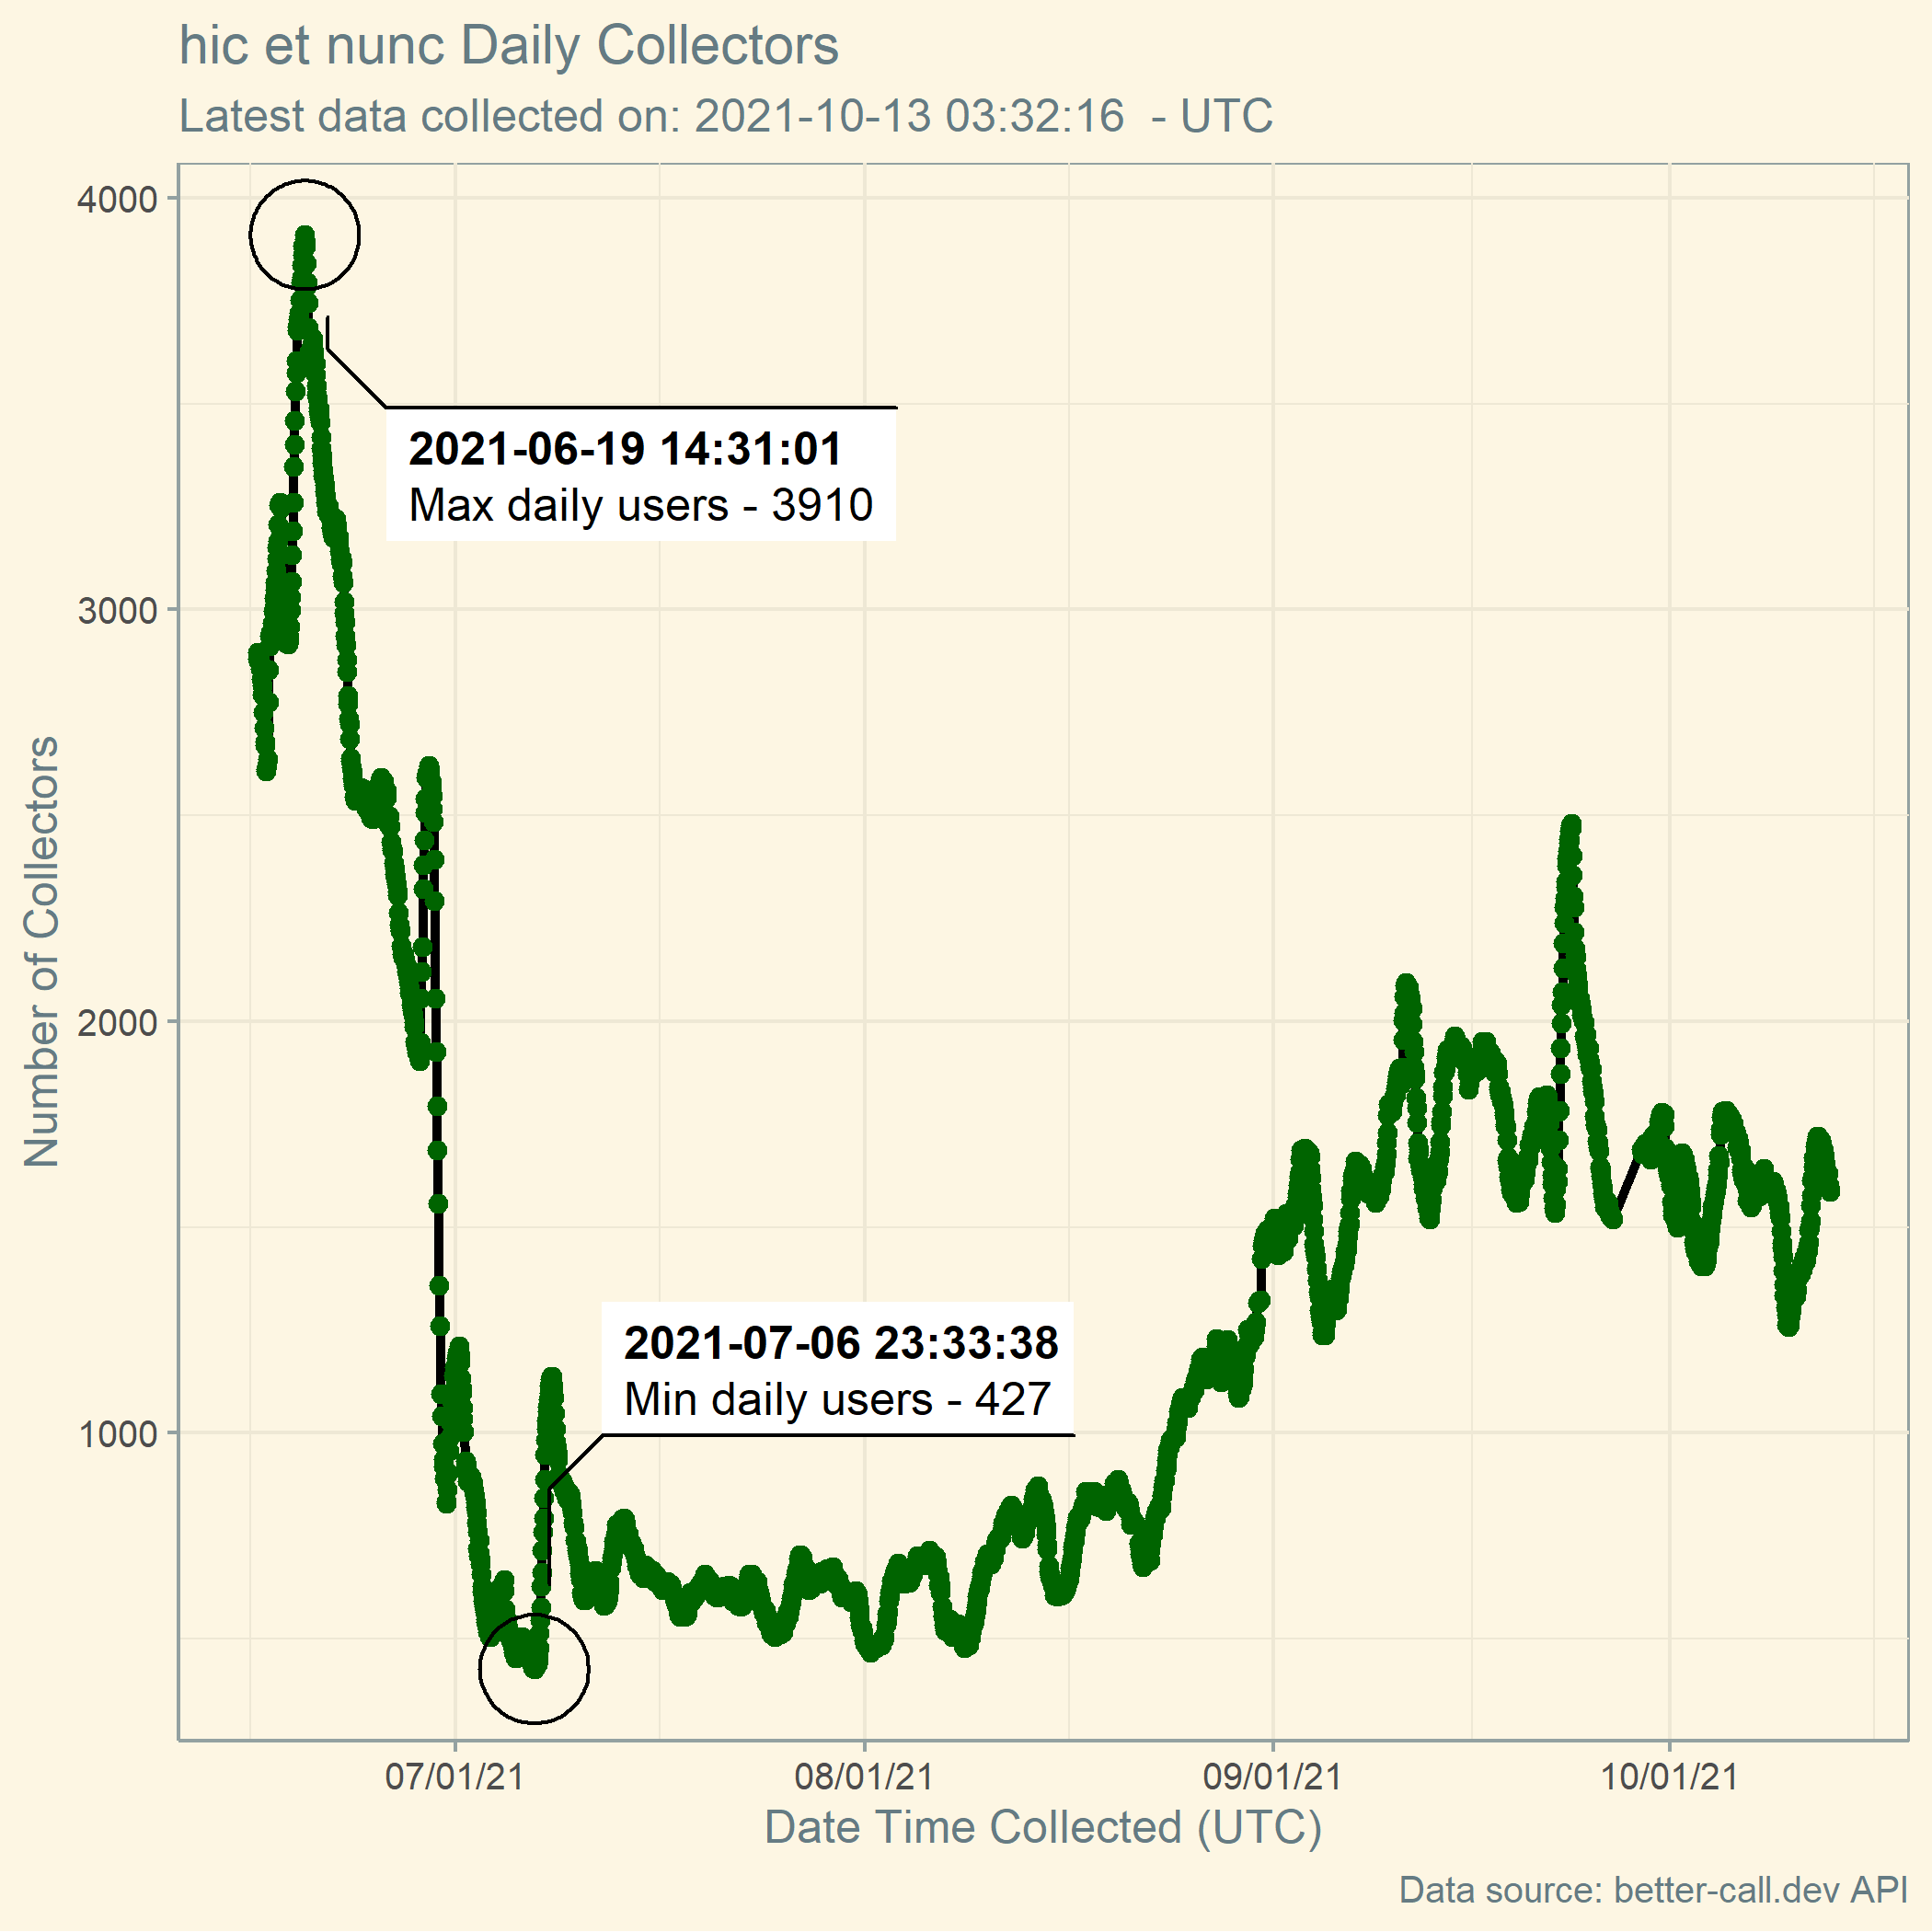 hic et nunc Daily Collectors
Latest data collected on: 2021-10-13 03:32:16  - UTC
Number of Collectors
4000
3000
2000
1000
2021-06-19 14:31:01
Max daily users - 3910
2021-07-06 23:33:38
Min daily users - 427
07/01/21
08/01/21
09/01/21
10/01/21
Date Time Collected (UTC)
Data source: better-call.dev API